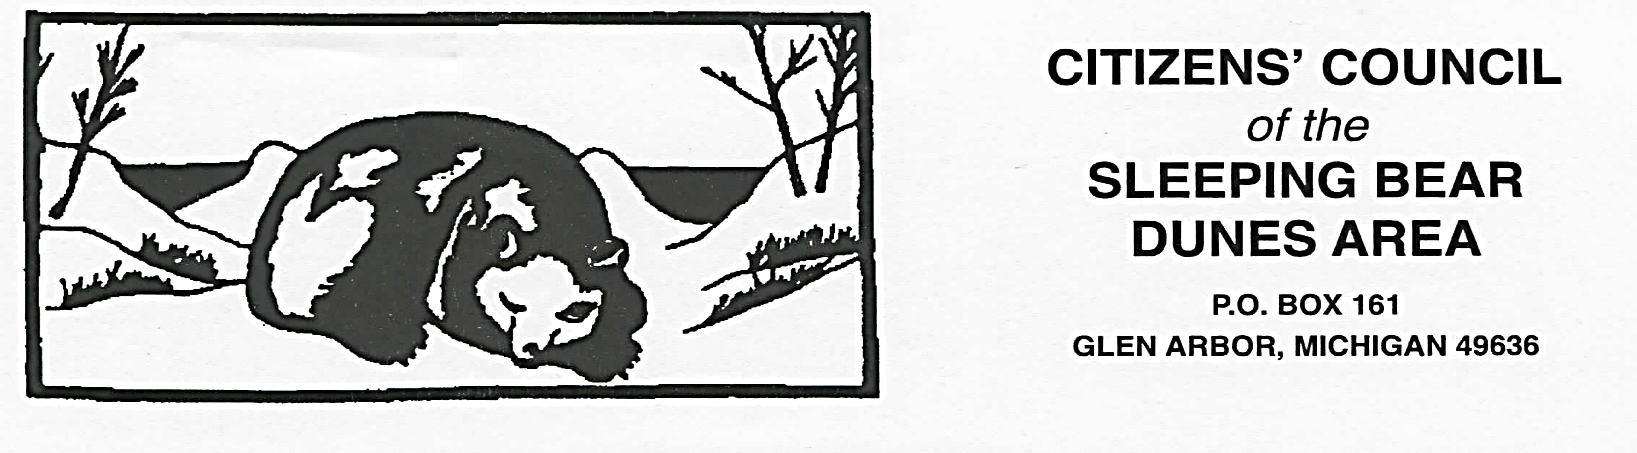 CITIZENS’ COUNCIL
of the
SLEEPING BEAR
DUNES AREA
P.O. BOX 161
GLEN ARBOR, MICHIGAN 49636